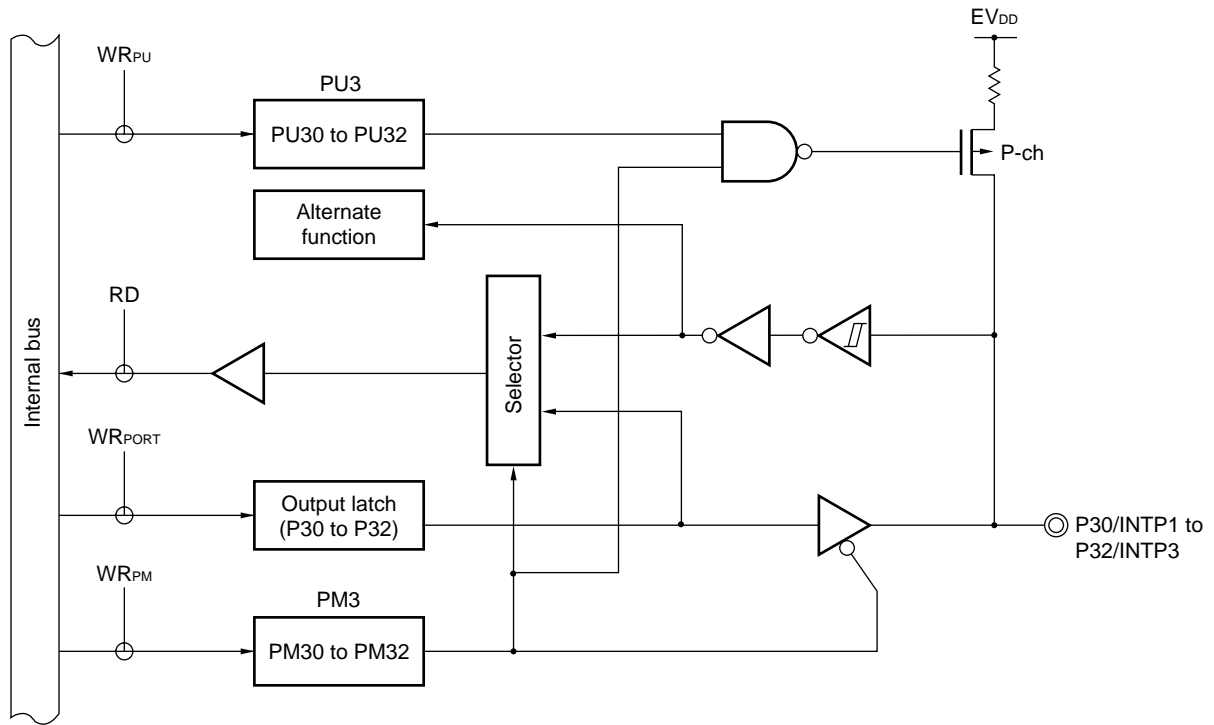 EVDD
WRPU
PU3
PU30 to PU32
P-ch
Alternate
function
RD
Selector
Internal bus
WRPORT
Output latch
(P30 to P32)
P30/INTP1 to
P32/INTP3
WRPM
PM3
PM30 to PM32